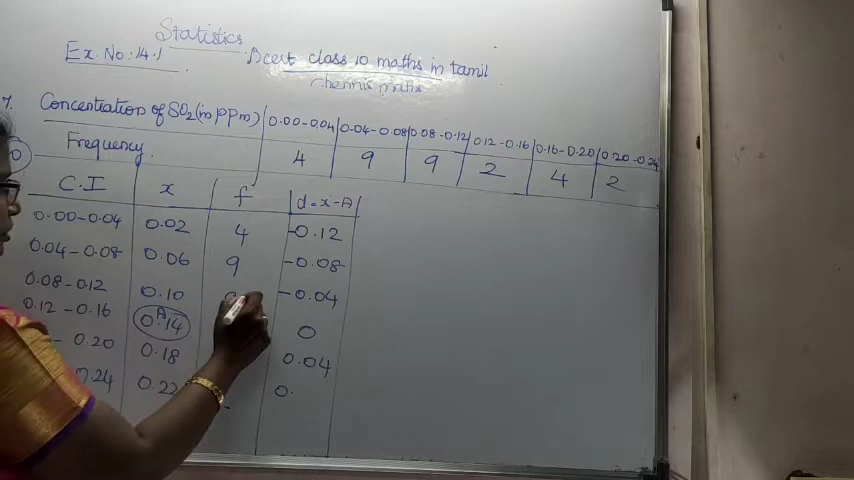 Statistics
Ex. No: 14.1
Dcert class 10 maths in tamil
Chennis maths
7. Concentration of SO₂ (in ppm) 0.00-0.04 0.04-0.08 0.08-0.12 0.12-0.16 0.16-0.20 0.20-0.24
Frequency. 4 9 9 2 4 2
C.I x f d=x-A
0.00-0.04 0.02 4 -0.12
0.04-0.08 0.06 9 -0.08
0.08-0.12 0.10 -0.04
0.12-0.16 A 0.14 0
- 0.20 0.18 0.04
0.24 0.22 0.